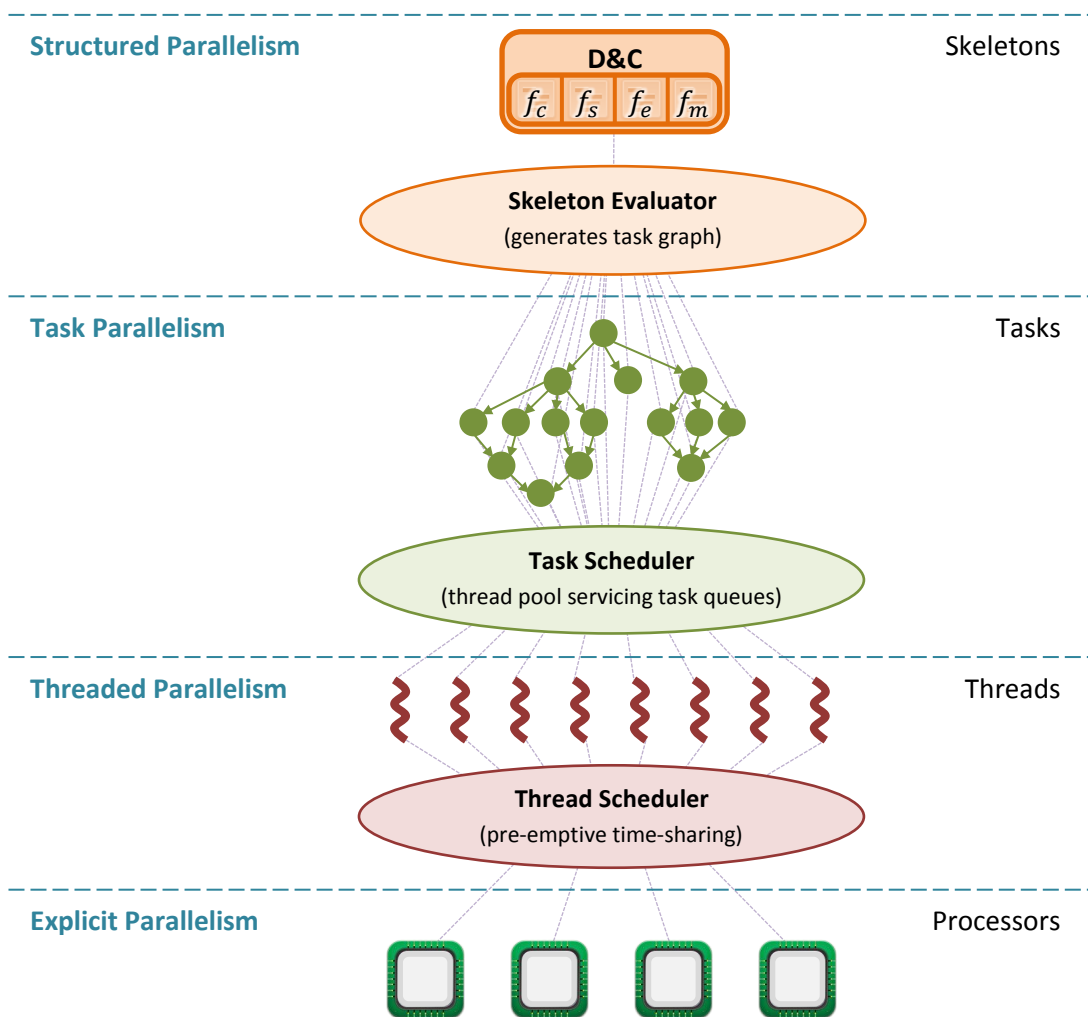 Structured Parallelism
Skeletons
D&C
f_c f_s f_e f_m
Skeleton Evaluator
(generates task graph)
Task Parallelism
Tasks
Task Scheduler
(thread pool servicing task queues)
Threaded Parallelism
Threads
Thread Scheduler
(pre-emptive time-sharing)
Explicit Parallelism
Processors